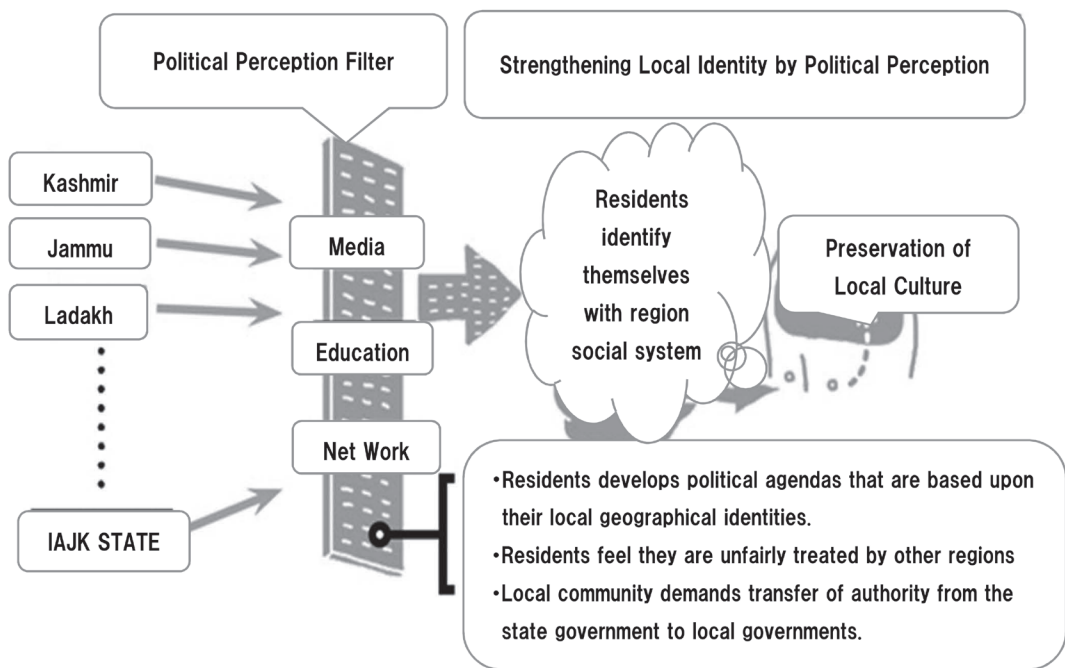 Political Perception Filter
Strengthening Local Identity by Political Perception
Kashmir
Jammu
Ladakh
IAJK STATE
Media
Education
Net Work
Residents
identify
themselves
with region
social system
Preservation of
Local Culture
・Residents develops political agendas that are based upon
their local geographical identities.
・Residents feel they are unfairly treated by other regions
・Local community demands transfer of authority from the
state government to local governments.